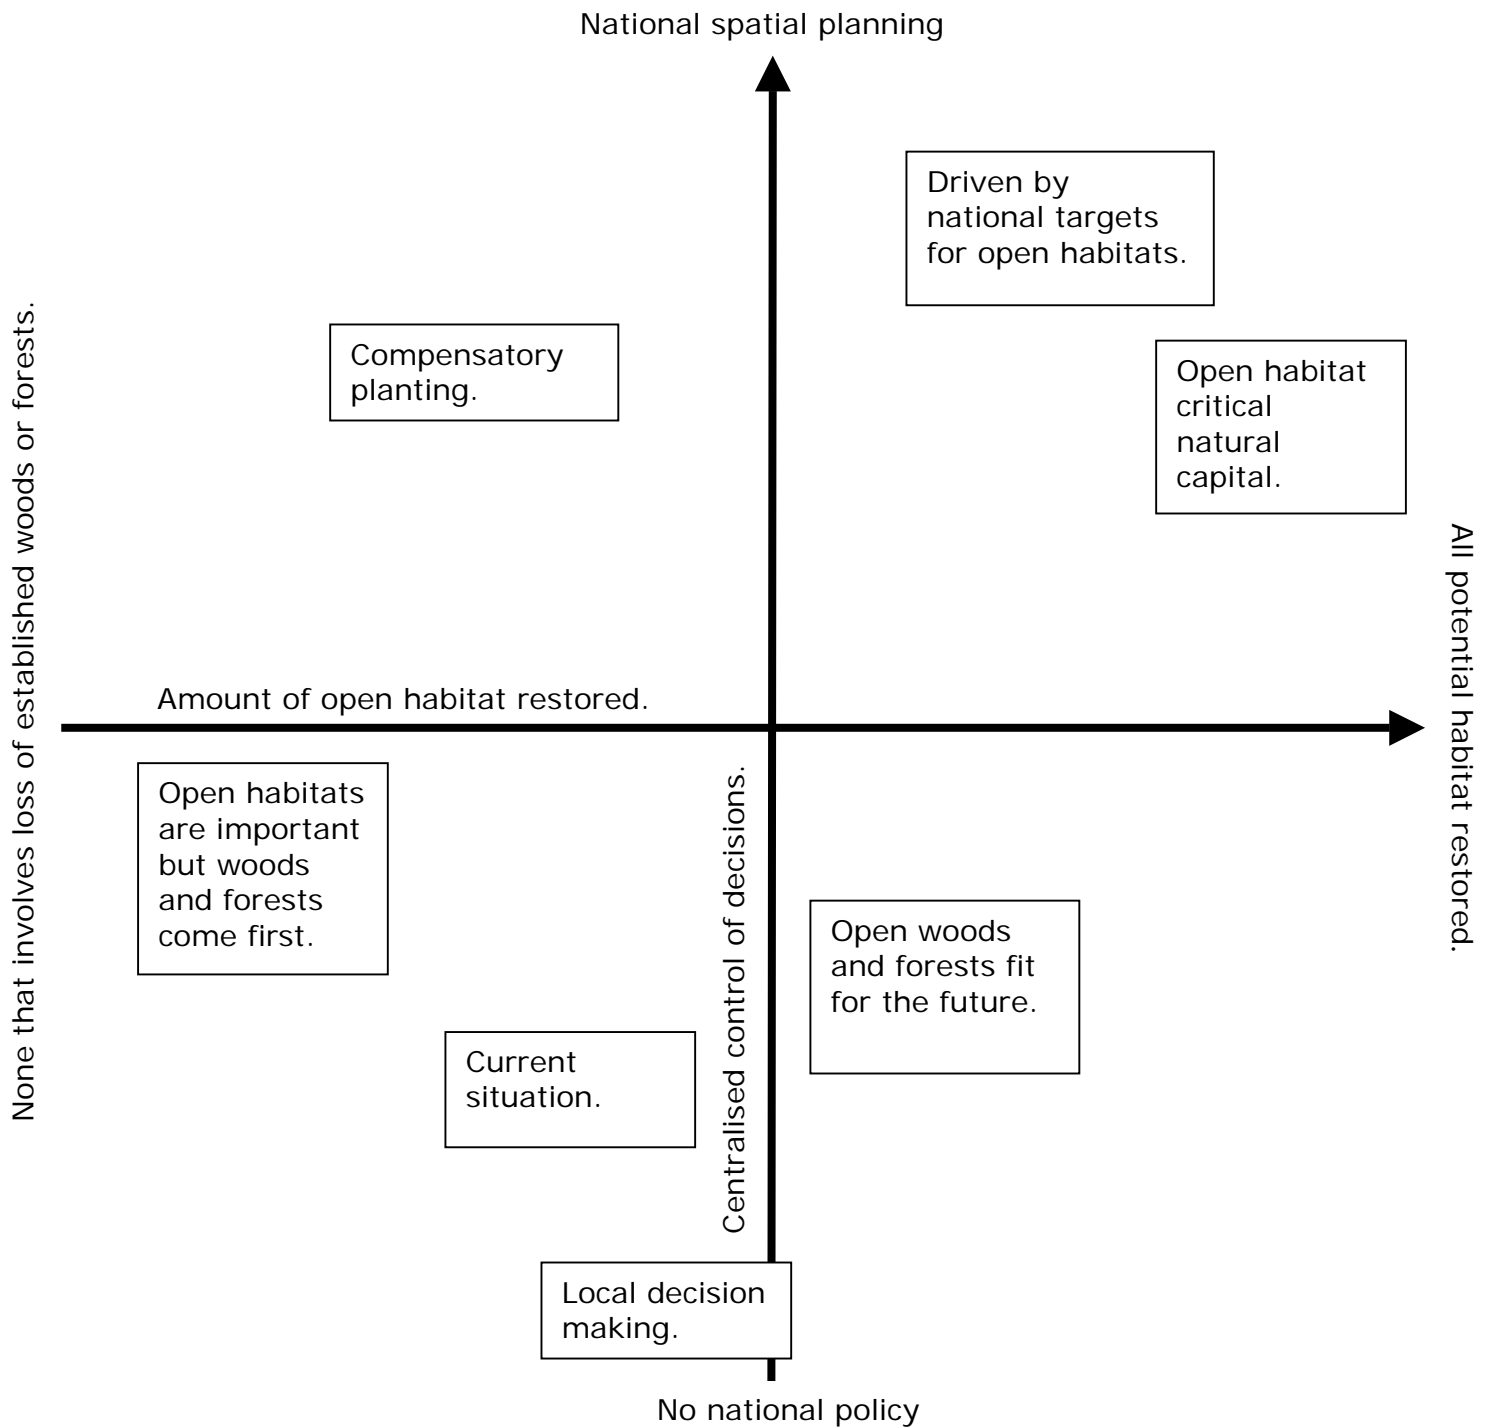 National spatial planning
Driven by
national targets
for open habitats.
Compensatory
planting.
Open habitat
critical
natural
capital.
None that involves loss of established woods or forests.
All potential habitat restored.
Amount of open habitat restored.
Open habitats
are important
but woods
and forests
come first.
Centralised control of decisions.
Open woods
and forests fit
for the future.
Current
situation.
Local decision
making.
No national policy